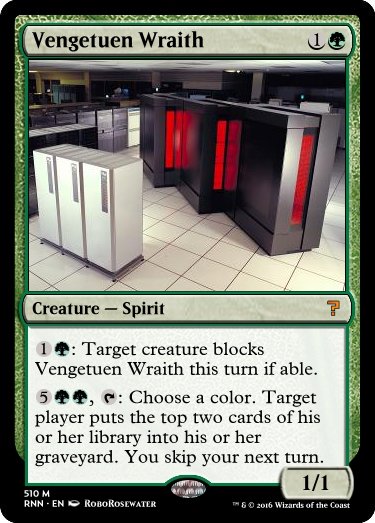 Vengetuen Wraith 1
Creature — Spirit
1: Target creature blocks
Vengetuen Wraith this turn if able.
5, : Choose a color. Target
player puts the top two cards of his
or her library into his or her
graveyard. You skip your next turn.
1/1
510 M
RNN • EN RoboRosewater
™ & © 2016 Wizards of the Coast